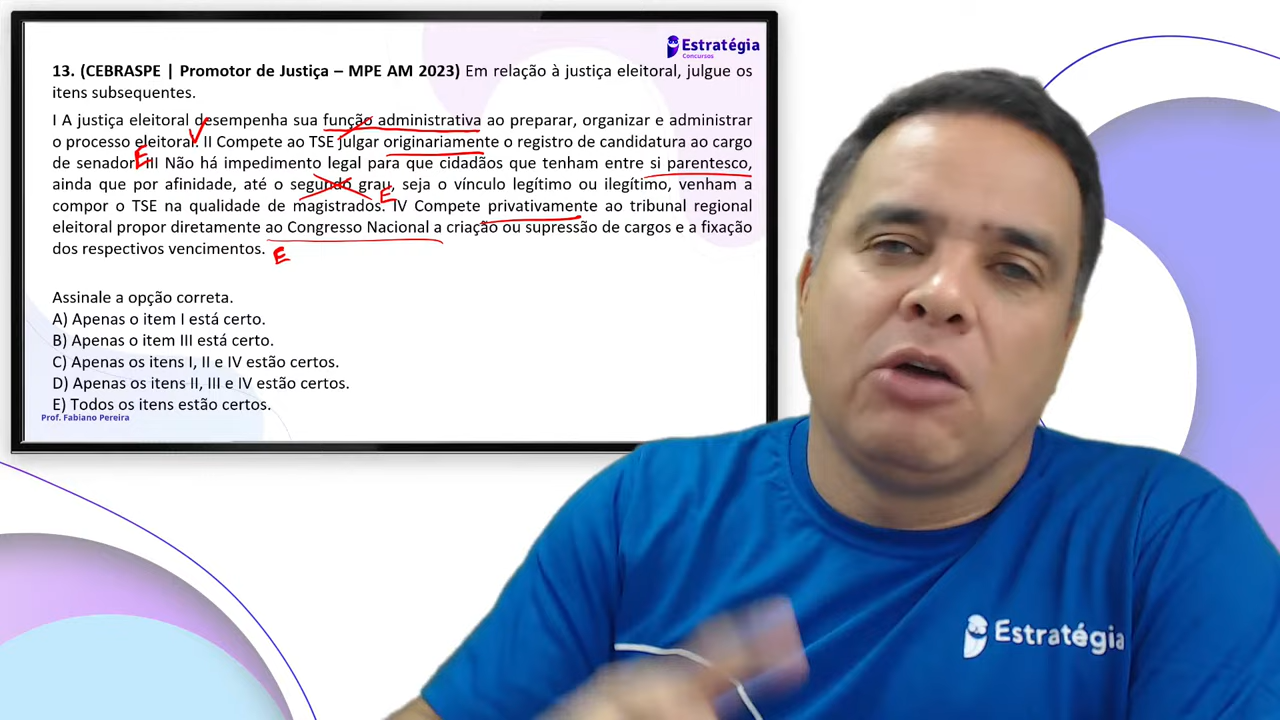 Estratégia
Concursos
13. (CEBRASPE | Promotor de Justiça – MPE AM 2023) Em relação à justiça eleitoral, julgue os
itens subsequentes.
I A justiça eleitoral desempenha sua função administrativa ao preparar, organizar e administrar
o processo eleitoral. II Compete ao TSE julgar originariamente o registro de candidatura ao cargo
de senador. III Não há impedimento legal para que cidadãos que tenham entre si parentesco,
ainda que por afinidade, até o segundo grau, seja o vínculo legítimo ou ilegítimo, venham a
compor o TSE na qualidade de magistrados. IV Compete privativamente ao tribunal regional
eleitoral propor diretamente ao Congresso Nacional a criação ou supressão de cargos e a fixação
dos respectivos vencimentos.
E
E
E
Assinale a opção correta.
A) Apenas o item I está certo.
B) Apenas o item III está certo.
C) Apenas os itens I, II e IV estão certos.
D) Apenas os itens II, III e IV estão certos.
E) Todos os itens estão certos.
Prof. Fabiano Pereira
Estratégia